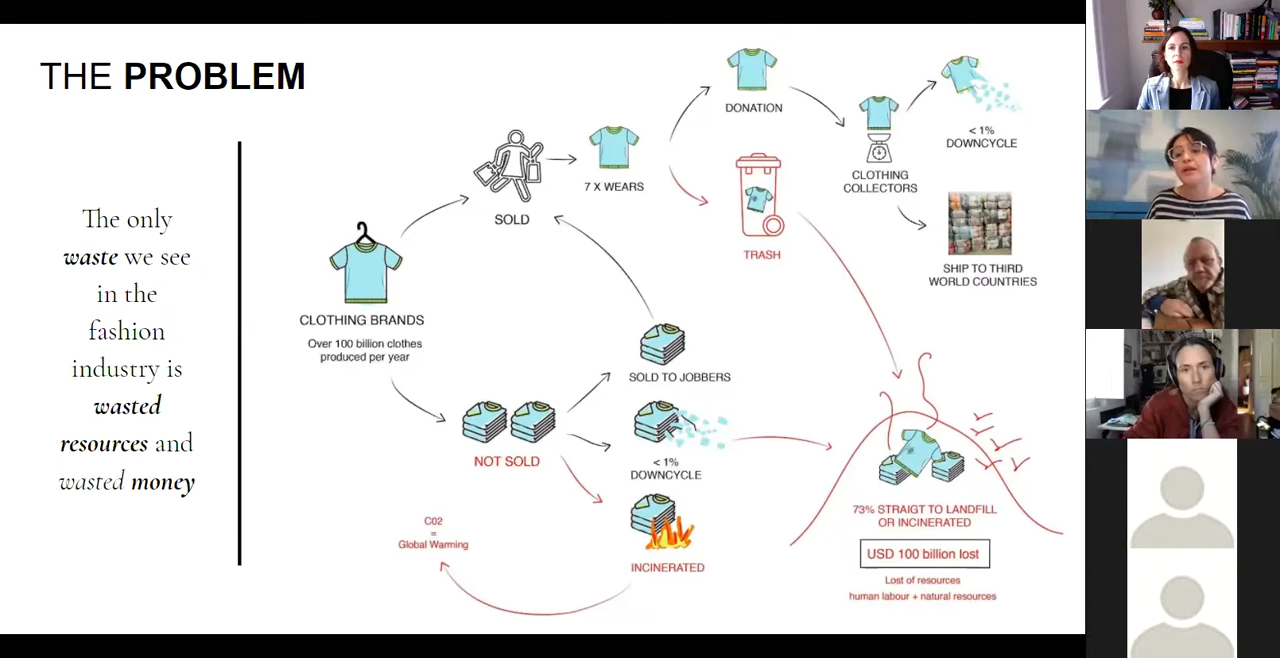 THE PROBLEM
The only
waste we see
in the
fashion
industry is
wasted
resources and
wasted money
CLOTHING BRANDS
Over 100 billion clothes
produced per year
SOLD
7 X WEARS
DONATION
TRASH
CLOTHING
COLLECTORS
< 1%
DOWNCYCLE
SHIP TO THIRD
WORLD COUNTRIES
NOT SOLD
SOLD TO JOBBERS
< 1%
DOWNCYCLE
INCINERATED
C02
=
Global Warming
73% STRAIGT TO LANDFILL
OR INCINERATED
USD 100 billion lost
Lost of resources
human labour + natural resources